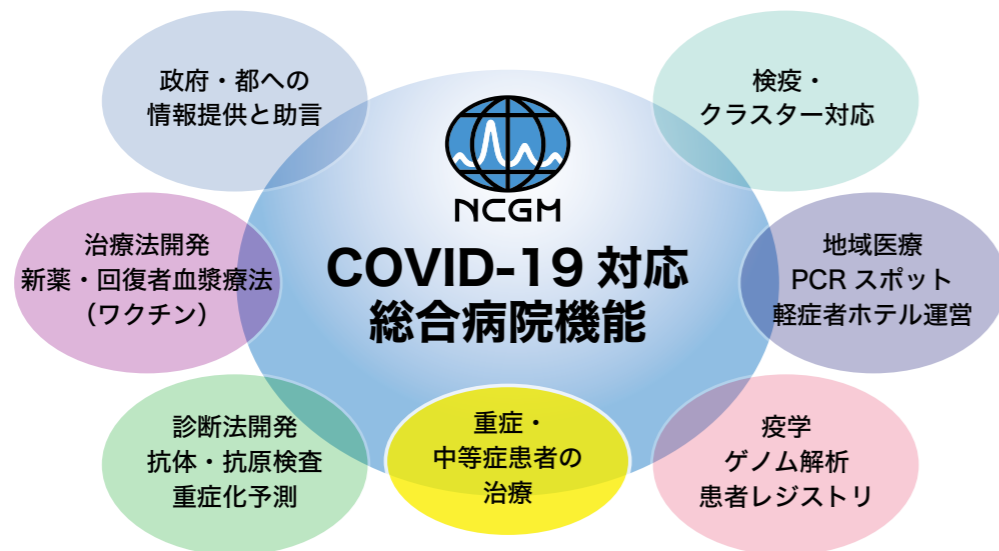 政府・都への
情報提供と助言
検疫・
クラスター対応
NCGM
COVID-19 対応
総合病院機能
治療法開発
新薬・回復者血漿療法
（ワクチン）
地域医療
PCR スポット
軽症者ホテル運営
診断法開発
抗体・抗原検査
重症化予測
重症・
中等症患者の
治療
疫学
ゲノム解析
患者レジストリ